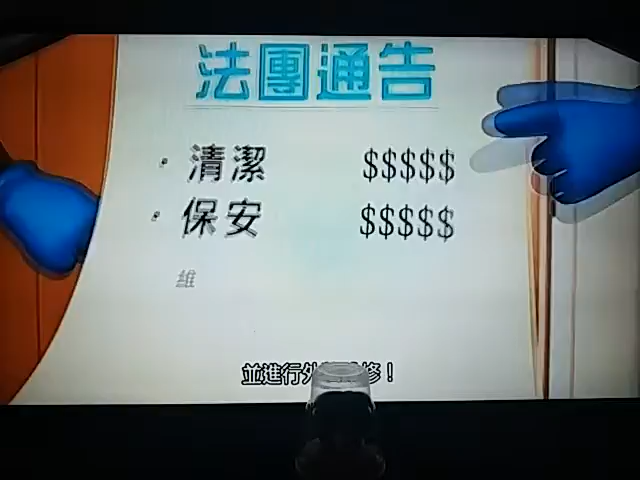 法團通告
· 清潔 $$$$$
· 保安 $$$$$
維
並進行外 修！